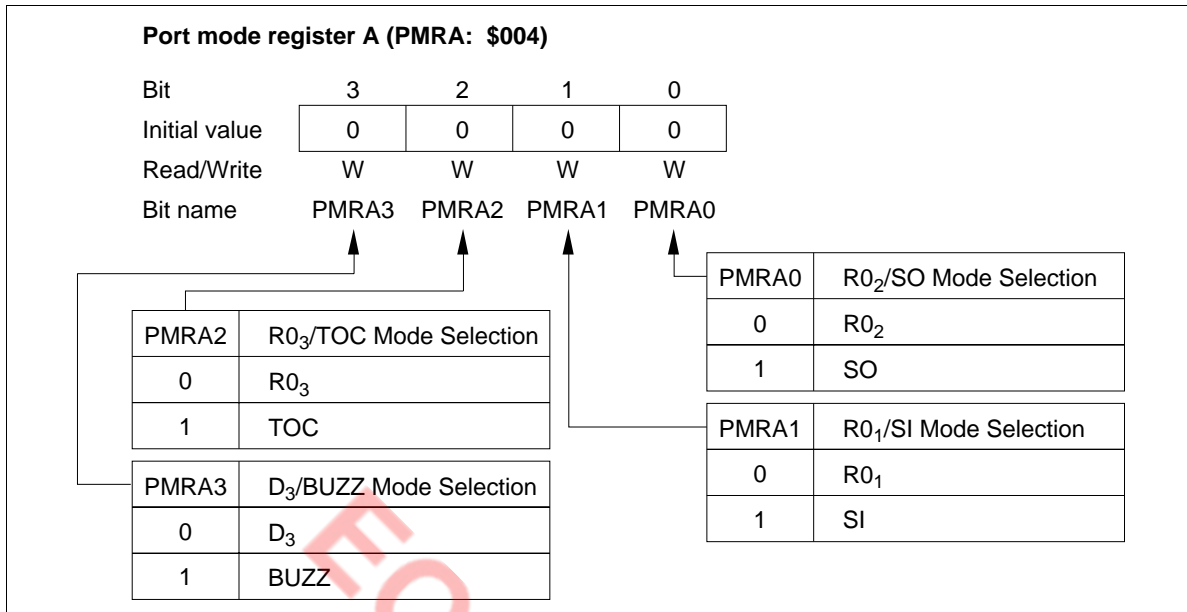 Port mode register A (PMRA: $004)
Bit 3 2 1 0
Initial value 0 0 0 0
Read/Write W W W W
Bit name PMRA3 PMRA2 PMRA1 PMRA0
PMRA2 R0₃/TOC Mode Selection
0 R0₃
1 TOC
PMRA3 D₃/BUZZ Mode Selection
0 D₃
1 BUZZ
PMRA0 R0₂/SO Mode Selection
0 R0₂
1 SO
PMRA1 R0₁/SI Mode Selection
0 R0₁
1 SI